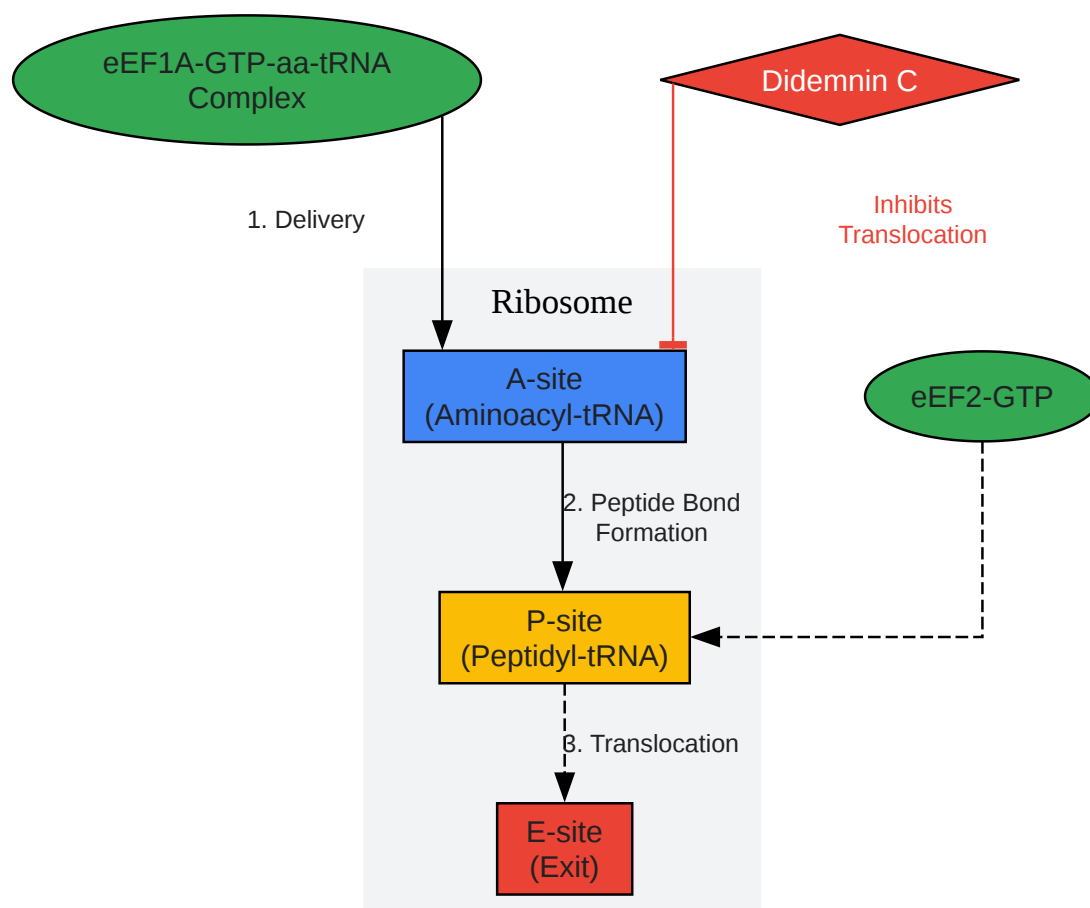 eEF1A-GTP-aa-tRNA
Complex
Didemnin C
1. Delivery
Inhibits
Translocation
Ribosome
A-site
(Aminoacyl-tRNA)
eEF2-GTP
2. Peptide Bond
Formation
P-site
(Peptidyl-tRNA)
3. Translocation
E-site
(Exit)